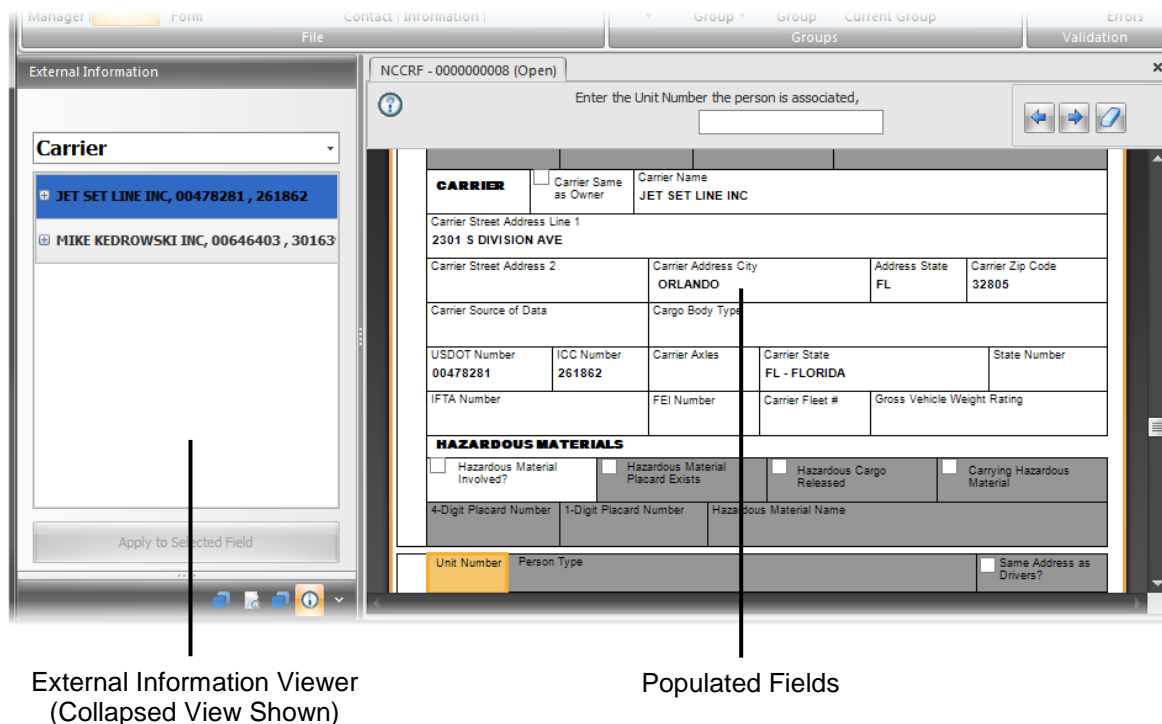 Manager Form Contact Information Group Group Current Group Errors
File Groups Validation
External Information
NCCRF - 0000000008 (Open)
Enter the Unit Number the person is associated,
Carrier
JET SET LINE INC, 00478281 , 261862
MIKE KEDROWSKI INC, 00646403 , 30163
CARRIER Carrier Same as Owner Carrier Name
JET SET LINE INC
Carrier Street Address Line 1
2301 S DIVISION AVE
Carrier Street Address 2 Carrier Address City Address State Carrier Zip Code
ORLANDO FL 32805
Carrier Source of Data Cargo Body Type
USDOT Number ICC Number Carrier Axles Carrier State State Number
00478281 261862 FL - FLORIDA
IFTA Number FEI Number Carrier Fleet # Gross Vehicle Weight Rating
HAZARDOUS MATERIALS
Hazardous Material Involved? Hazardous Material Placard Exists Hazardous Cargo Released Carrying Hazardous Material
4-Digit Placard Number 1-Digit Placard Number Hazardous Material Name
Apply to Selected Field
Unit Number Person Type Same Address as Drivers?
External Information Viewer
(Collapsed View Shown)
Populated Fields